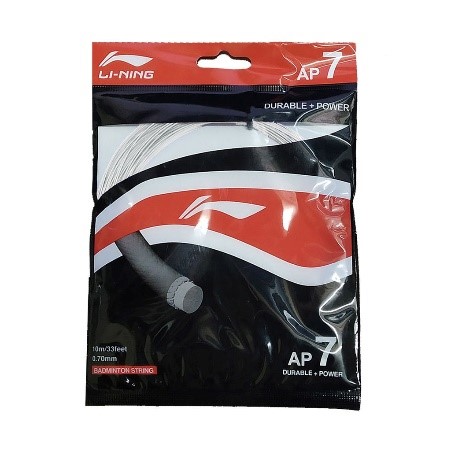 LI-NING
AP 7
DURABLE + POWER
10m/33feet
0.70mm
BADMINTON STRING
AP 7
DURABLE + POWER